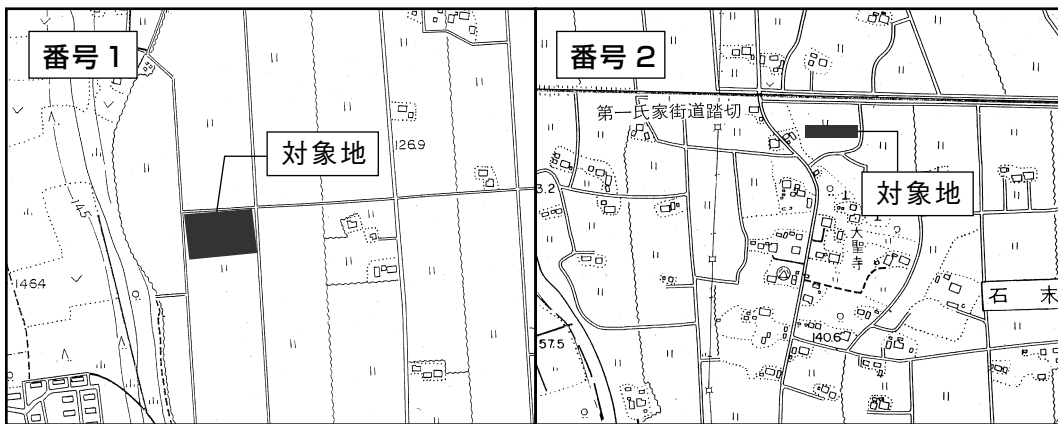 番号1
対象地
126.9
146.4
番号2
第一氏家街道踏切
対象地
3.2
大聖寺
石末
140.6
57.5